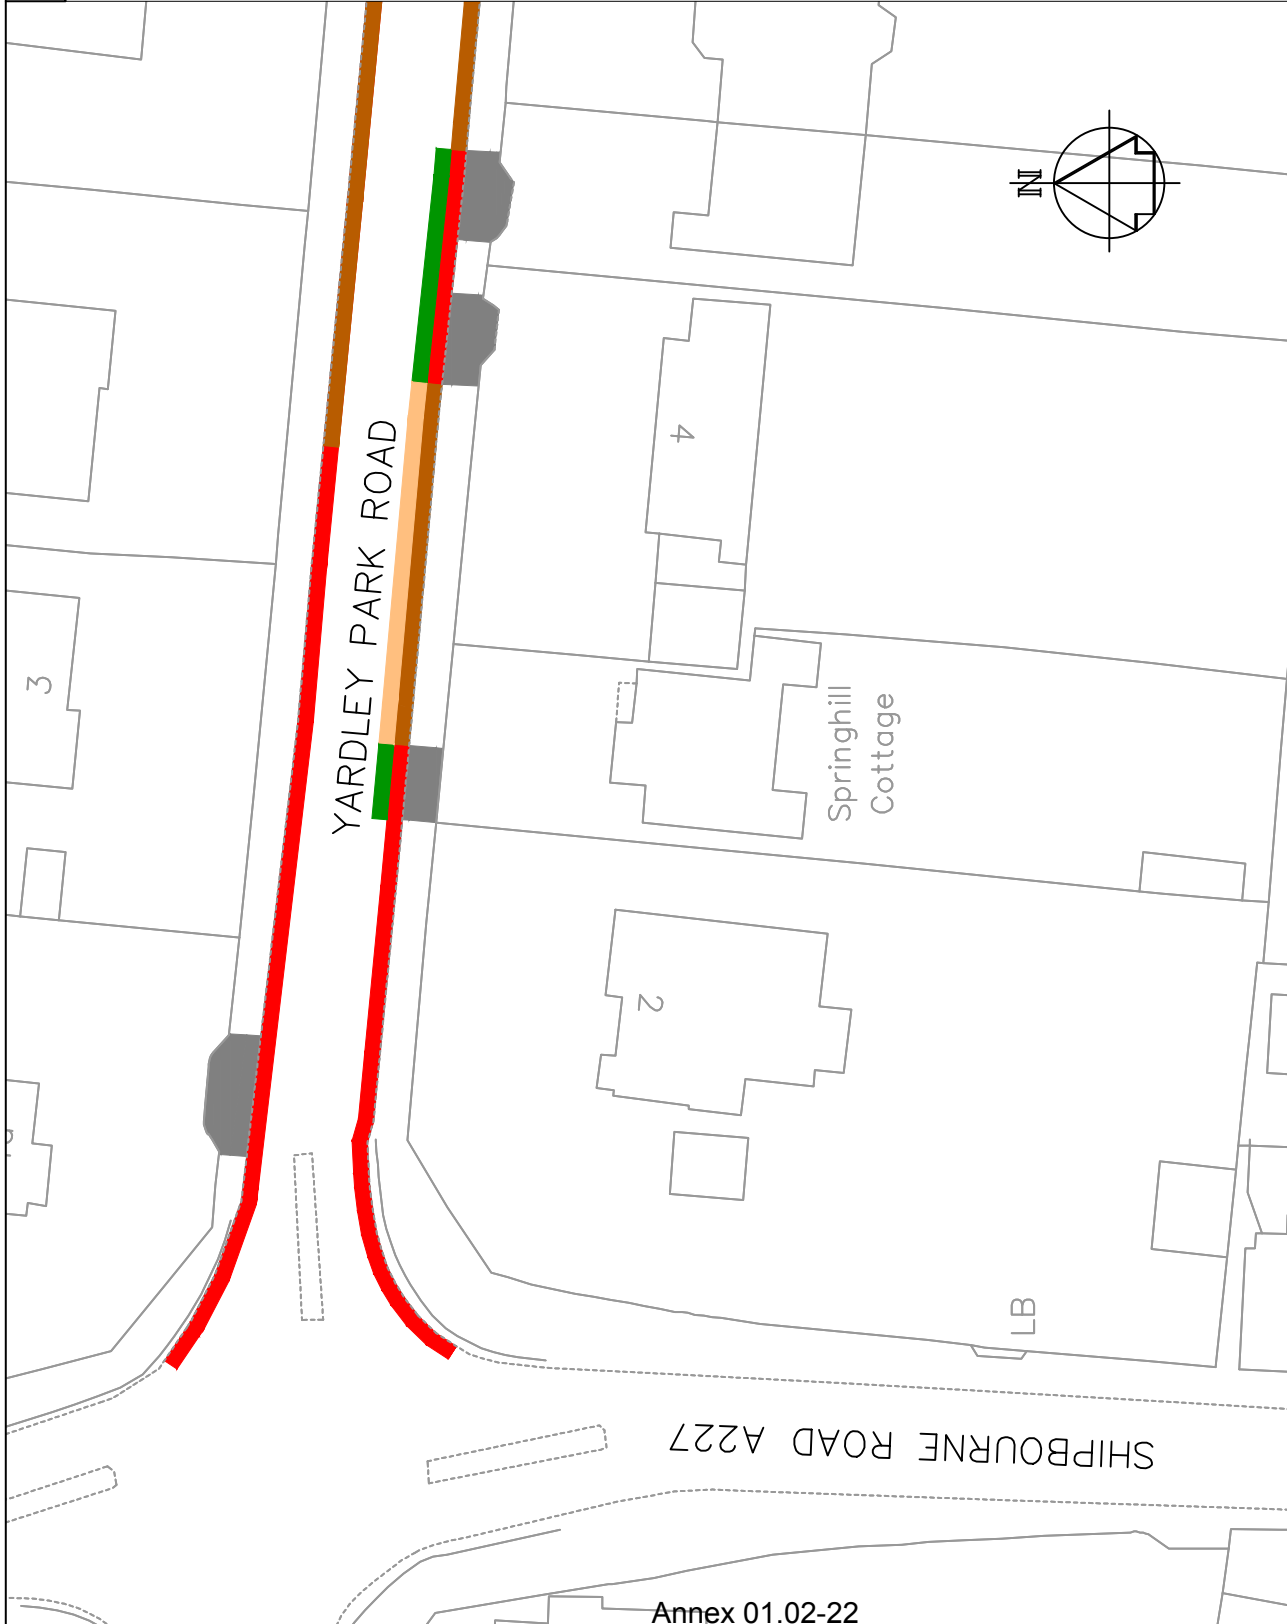 N
YARDLEY PARK ROAD
4
3
Springhill
Cottage
2
LB
SHIPBOURNE ROAD A227
Annex 01.02-22